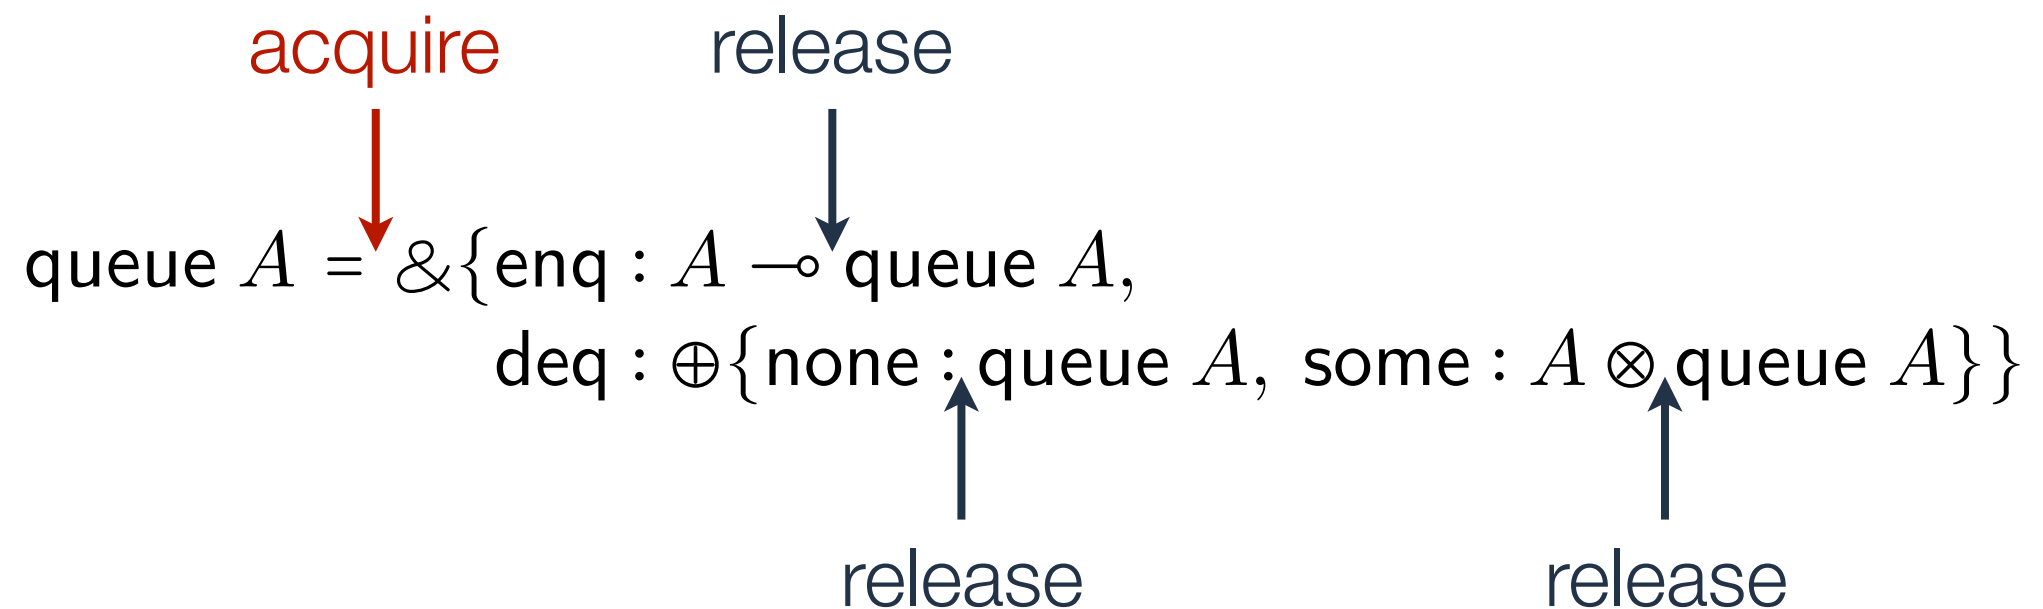 acquire release
queue A = &{enq : A ⊸ queue A,
deq : ⊕{none : queue A, some : A ⊗ queue A}}
release release